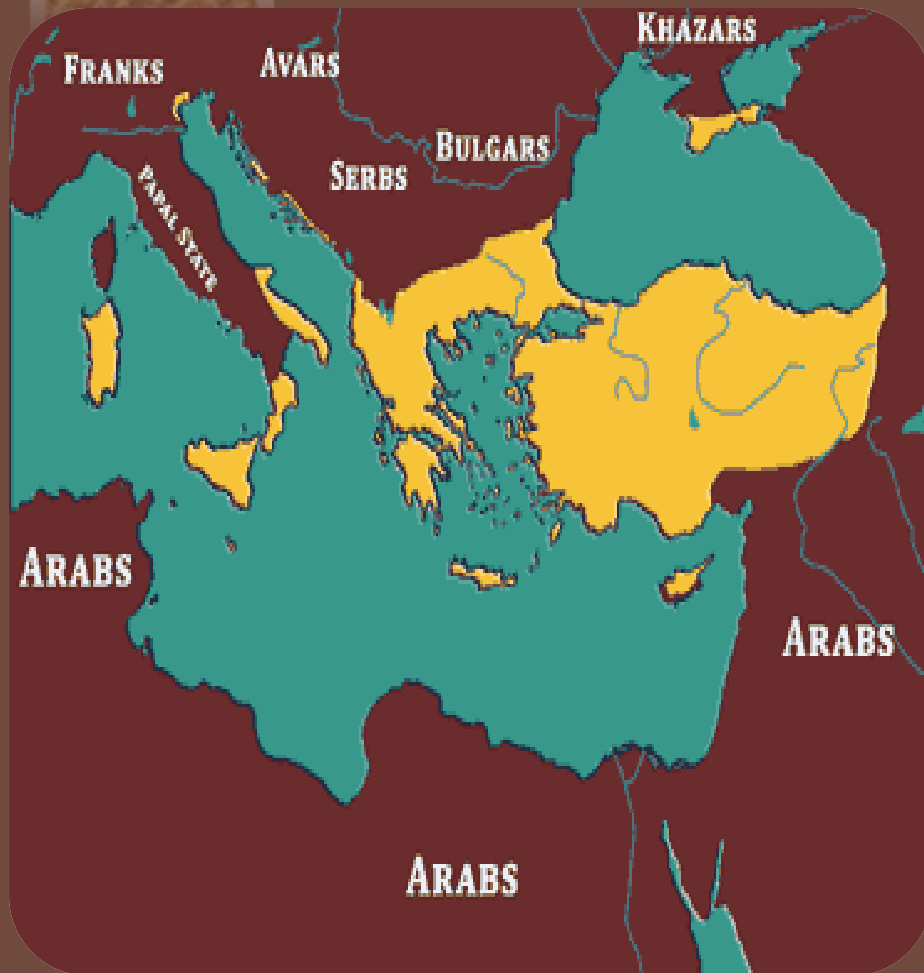 KHAZARS
FRANKS
AVARS
BULGARS
SERBS
PAPAL STATE
ARABS
ARABS
ARABS